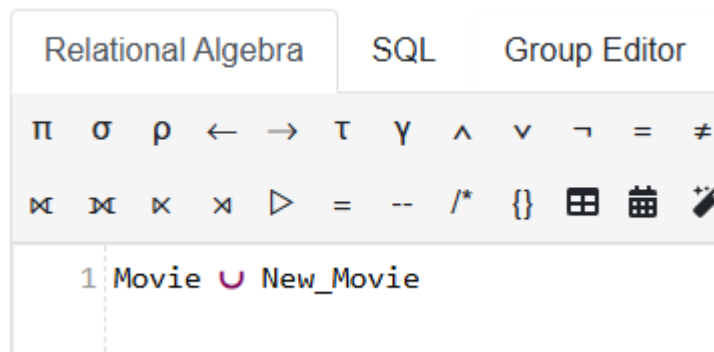 Relational Algebra SQL Group Editor
π σ ρ ← → τ γ ∧ ∨ ¬ = ≠
⟕ ⟗ ⋉ ⋊ ▷ = -- /* {}
1 Movie ∪ New_Movie